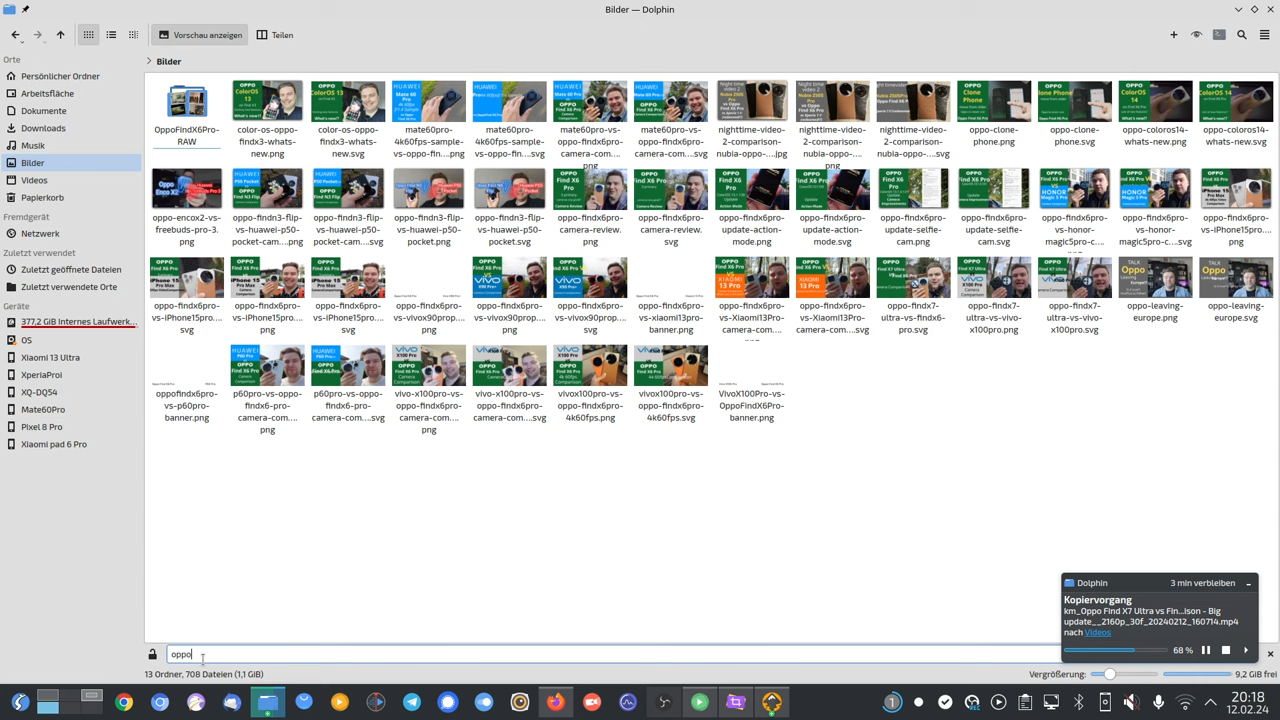 Bilder — Dolphin
Vorschau anzeigen
Teilen
Orte
Persönlicher Ordner
Arbeitsfläche
Dokumente
Downloads
Musik
Bilder
Videos
Papierkorb
Fremdgerät
Netzwerk
Zuletzt verwendet
Zuletzt geöffnete Dateien
Zuletzt verwendete Orte
Geräte
377,2 GiB Internes Laufwerk...
OS
Xiaomi 13 Ultra
XperiaProi
XQ-DQ54
Mate60Pro
Pixel 8 Pro
Xiaomi pad 6 Pro
Bilder
OppoFindX6Pro-
RAW
color-os-oppo-
findx3-whats-
new.png
color-os-oppo-
findx3-whats-
new.svg
mate60pro-
4k60fps-sample-
vs-oppo-fin....png
mate60pro-
4k60fps-sample-
vs-oppo-fin....svg
mate60pro-vs-
oppo-findx6pro-
camera-com....png
mate60pro-vs-
oppo-findx6pro-
camera-com....svg
nighttime-video-
2-comparison-
nubia-oppo-....jpg
nighttime-video-
2-comparison-
nubia-oppo-....
png
nighttime-video-
2-comparison-
nubia-oppo-....svg
oppo-clone-
phone.png
oppo-clone-
phone.svg
oppo-coloros14-
whats-new.png
oppo-coloros14-
whats-new.svg
oppo-encox2-vs-
freebuds-pro-3.
png
oppo-findn3-flip-
vs-huawei-p50-
pocket-cam....png
oppo-findn3-flip-
vs-huawei-p50-
pocket-cam....svg
oppo-findn3-flip-
vs-huawei-p50-
pocket.png
oppo-findn3-flip-
vs-huawei-p50-
pocket.svg
oppo-findx6pro-
camera-review.
png
oppo-findx6pro-
camera-review.
svg
oppo-findx6pro-
update-action-
mode.png
oppo-findx6pro-
update-action-
mode.svg
oppo-findx6pro-
update-selfie-
cam.png
oppo-findx6pro-
update-selfie-
cam.svg
oppo-findx6pro-
vs-honor-
magic5pro-c....
oppo-findx6pro-
vs-honor-
magic5pro-c....svg
oppo-findx6pro-
vs-iPhone15pro....
png
oppo-findx6pro-
vs-iPhone15pro....
svg
oppo-findx6pro-
vs-iPhone15pro....
png
oppo-findx6pro-
vs-iPhone15pro....
svg
oppo-findx6pro-
vs-vivox90prop....
png
oppo-findx6pro-
vs-vivox90prop....
png
oppo-findx6pro-
vs-vivox90prop....
svg
oppo-findx6pro-
vs-xiaomi13pro-
banner.png
oppo-findx6pro-
vs-Xiaomi13Pro-
camera-com....
oppo-findx6pro-
vs-Xiaomi13Pro-
camera-com....svg
oppo-findx7-
ultra-vs-findx6-
pro.svg
oppo-findx7-
ultra-vs-vivo-
x100pro.png
oppo-findx7-
ultra-vs-vivo-
x100pro.svg
oppo-leaving-
europe.png
oppo-leaving-
europe.svg
oppofindx6pro-
vs-p60pro-
banner.png
p60pro-vs-oppo-
findx6-pro-
camera-com....
png
p60pro-vs-oppo-
findx6-pro-
camera-com....svg
vivo-x100pro-vs-
oppo-findx6pro-
camera-com....
png
vivo-x100pro-vs-
oppo-findx6pro-
camera-com....svg
vivox100pro-vs-
oppo-findx6pro-
4k60fps.png
vivox100pro-vs-
oppo-findx6pro-
4k60fps.svg
VivoX100Pro-vs-
OppoFindX6Pro-
banner.png
Dolphin
3 min verbleiben
Kopiervorgang
km_Oppo Find X7 Ultra vs Fin...ison - Big
update__2160p_30f_20240212_160714.mp4
nach Videos
68 %
oppo
13 Ordner, 708 Dateien (1,1 GiB)
Vergrößerung:
9,2 GiB frei
20:18
12.02.24